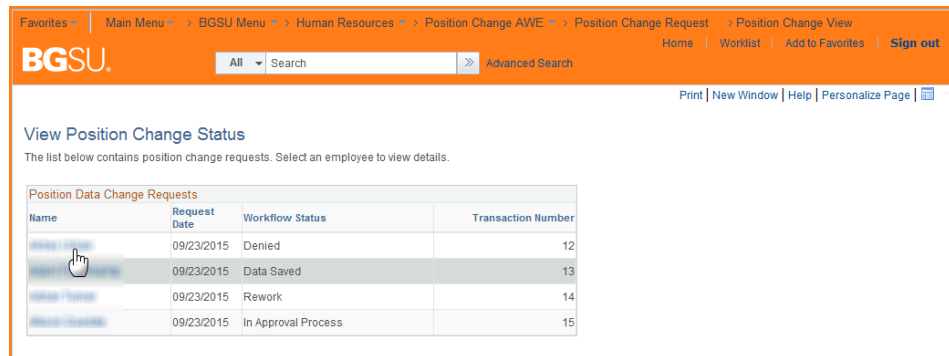 Favorites Main Menu > BGSU Menu > Human Resources > Position Change AWE > Position Change Request > Position Change View
Home Worklist Add to Favorites Sign out
BGSU.
All Search >> Advanced Search
Print | New Window | Help | Personalize Page |
View Position Change Status
The list below contains position change requests. Select an employee to view details.
Position Data Change Requests
Name Request Date Workflow Status Transaction Number
09/23/2015 Denied 12
09/23/2015 Data Saved 13
09/23/2015 Rework 14
09/23/2015 In Approval Process 15